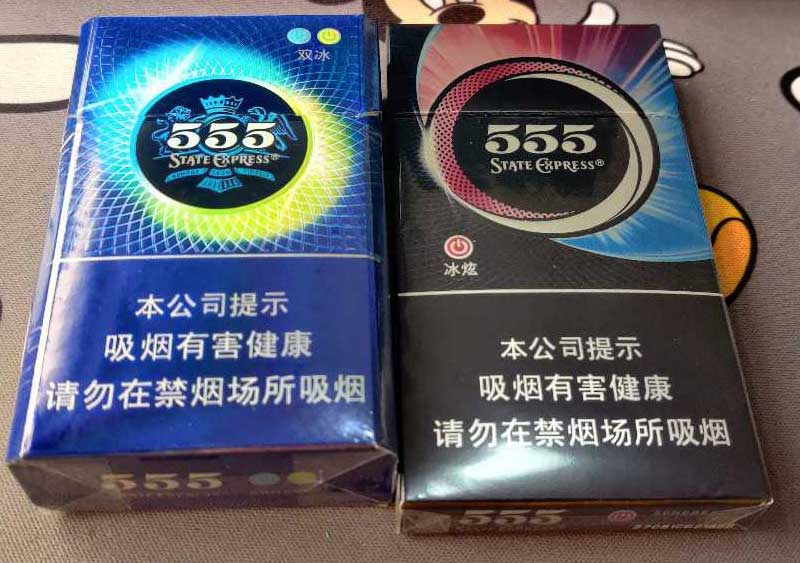 双冰
555
STATE EXPRESS®
本公司提示
吸烟有害健康
请勿在禁烟场所吸烟
555
555
STATE EXPRESS®
冰炫
本公司提示
吸烟有害健康
请勿在禁烟场所吸烟
555